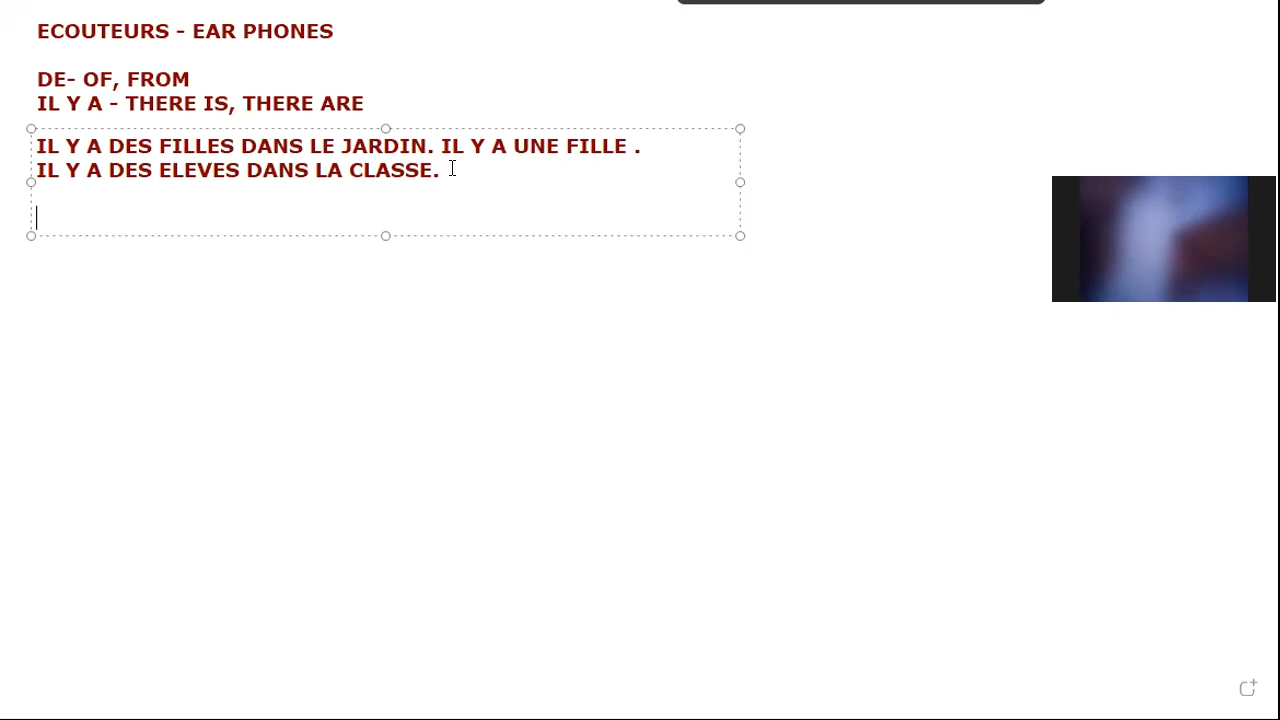 ECOUTEURS - EAR PHONES
DE- OF, FROM
IL Y A - THERE IS, THERE ARE
IL Y A DES FILLES DANS LE JARDIN. IL Y A UNE FILLE .
IL Y A DES ELEVES DANS LA CLASSE.